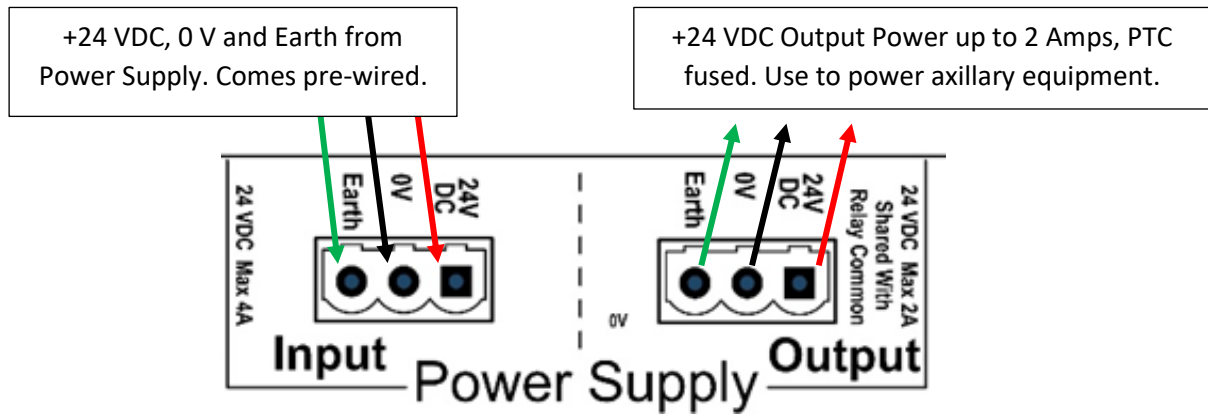 +24 VDC, 0 V and Earth from
Power Supply. Comes pre-wired.
+24 VDC Output Power up to 2 Amps, PTC
fused. Use to power axillary equipment.
24 VDC Max 4A
Earth
0V
24V
DC
Earth
0V
24V
DC
24 VDC Max 2A
Shared With
Relay Common
0V
Input
Output
Power Supply